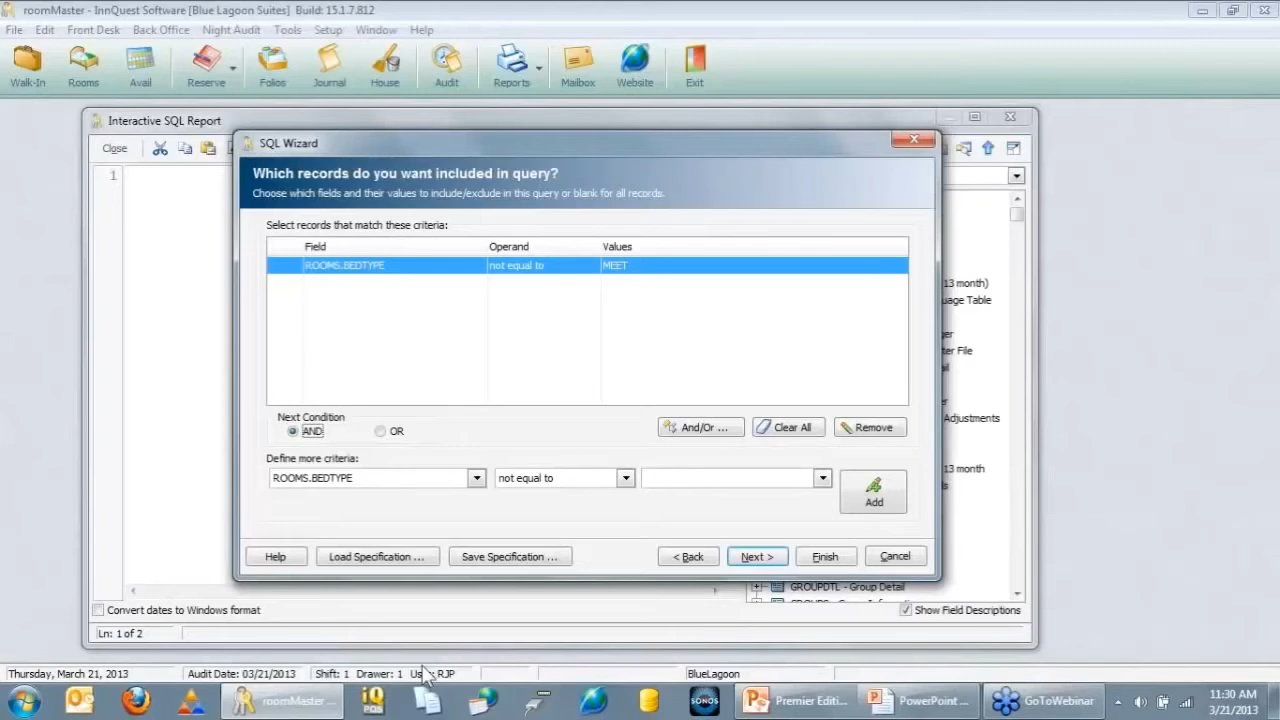 roomMaster - InnQuest Software [Blue Lagoon Suites] Build: 15.1.7.812
File Edit Front Desk Back Office Night Audit Tools Setup Window Help
Walk-In Rooms Avail Reserve Folios Journal House Audit Reports Mailbox Website Exit
Interactive SQL Report
Close
1
SQL Wizard
Which records do you want included in query?
Choose which fields and their values to include/exclude in this query or blank for all records.
Select records that match these criteria:
Field Operand Values
ROOMS.BEDTYPE not equal to MEET
13 month)
uage Table
er File
Adjustments
13 month
Next Condition
AND OR
And/Or ... Clear All Remove
Define more criteria:
ROOMS.BEDTYPE not equal to
Add
Help Load Specification ... Save Specification ... < Back Next > Finish Cancel
GROUPDTL - Group Detail
Convert dates to Windows format Show Field Descriptions
Ln: 1 of 2
Thursday, March 21, 2013 Audit Date: 03/21/2013 Shift: 1 Drawer: 1 RJP BlueLagoon
roomMaster ... iQ POS SONOS Premier Editi... PowerPoint ... GoToWebinar 11:30 AM
3/21/2013